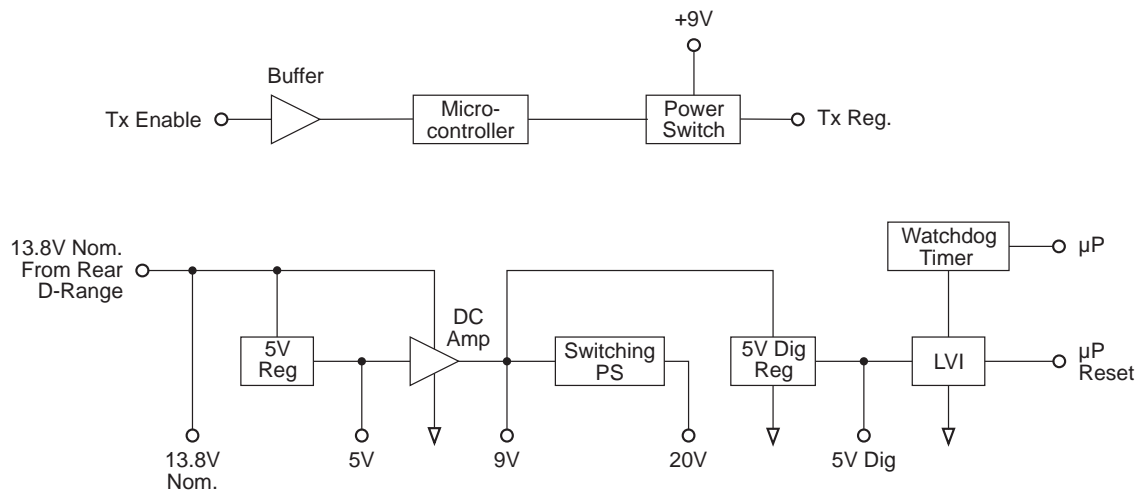 +9V
Buffer
Tx Enable
Micro-
controller
Power
Switch
Tx Reg.
13.8V Nom.
From Rear
D-Range
Watchdog
Timer
µP
DC
Amp
5V
Reg
Switching
PS
5V Dig
Reg
LVI
µP
Reset
13.8V
Nom.
5V
9V
20V
5V Dig